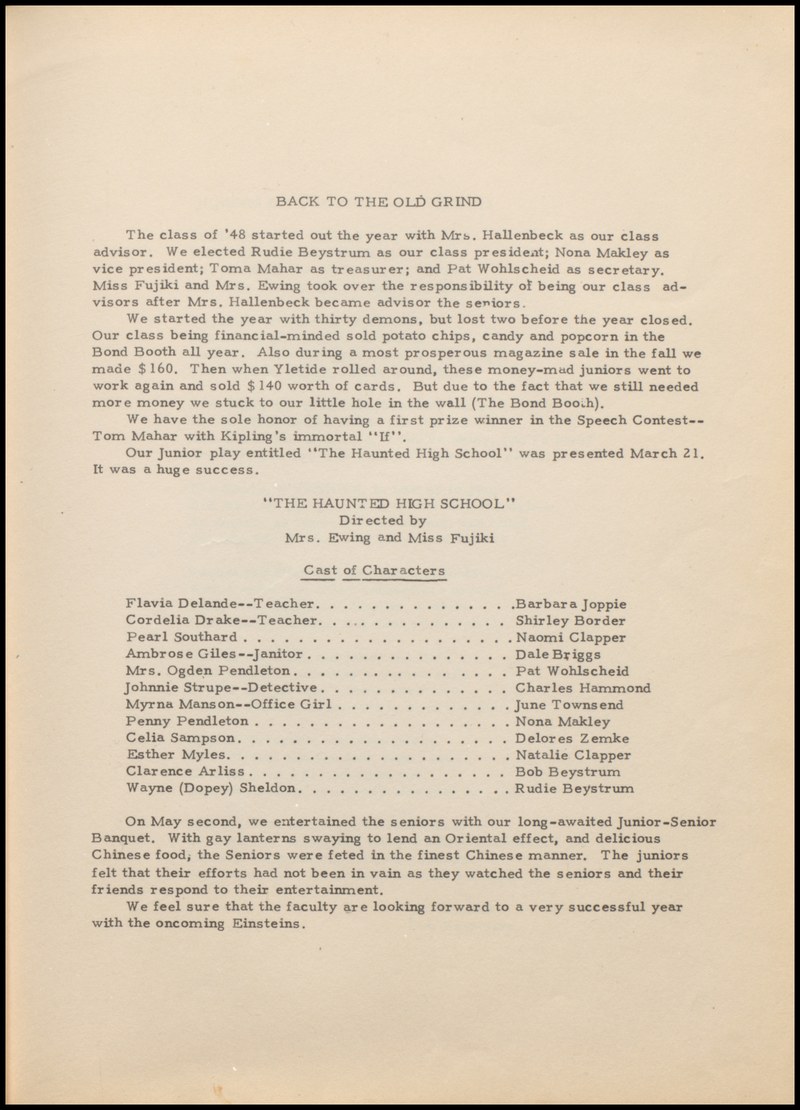 BACK TO THE OLD GRIND
The class of '48 started out the year with Mrs. Hallenbeck as our class
advisor. We elected Rudie Beystrum as our class president; Nona Makley as
vice president; Toma Mahar as treasurer; and Pat Wohlscheid as secretary.
Miss Fujiki and Mrs. Ewing took over the responsibility of being our class ad-
visors after Mrs. Hallenbeck became advisor the seniors.
We started the year with thirty demons, but lost two before the year closed.
Our class being financial-minded sold potato chips, candy and popcorn in the
Bond Booth all year. Also during a most prosperous magazine sale in the fall we
made $160. Then when Yletide rolled around, these money-mad juniors went to
work again and sold $140 worth of cards. But due to the fact that we still needed
more money we stuck to our little hole in the wall (The Bond Booth).
We have the sole honor of having a first prize winner in the Speech Contest--
Tom Mahar with Kipling's immortal "If".
Our Junior play entitled "The Haunted High School" was presented March 21.
It was a huge success.
"THE HAUNTED HIGH SCHOOL"
Directed by
Mrs. Ewing and Miss Fujiki
Cast of Characters
Flavia Delande--Teacher. . . . . . . . . . . . . . .Barbara Joppie
Cordelia Drake--Teacher. . . . . . . . . . . . . . Shirley Border
Pearl Southard . . . . . . . . . . . . . . . . . . . . Naomi Clapper
Ambrose Giles--Janitor . . . . . . . . . . . . . . . Dale Briggs
Mrs. Ogden Pendleton. . . . . . . . . . . . . . . . Pat Wohlscheid
Johnnie Strupe--Detective. . . . . . . . . . . . . . Charles Hammond
Myrna Manson--Office Girl . . . . . . . . . . . . . June Townsend
Penny Pendleton . . . . . . . . . . . . . . . . . . . Nona Makley
Celia Sampson. . . . . . . . . . . . . . . . . . . . Delores Zemke
Esther Myles. . . . . . . . . . . . . . . . . . . . . Natalie Clapper
Clarence Arliss . . . . . . . . . . . . . . . . . . . Bob Beystrum
Wayne (Dopey) Sheldon. . . . . . . . . . . . . . . . Rudie Beystrum
On May second, we entertained the seniors with our long-awaited Junior-Senior
Banquet. With gay lanterns swaying to lend an Oriental effect, and delicious
Chinese food, the Seniors were feted in the finest Chinese manner. The juniors
felt that their efforts had not been in vain as they watched the seniors and their
friends respond to their entertainment.
We feel sure that the faculty are looking forward to a very successful year
with the oncoming Einsteins.